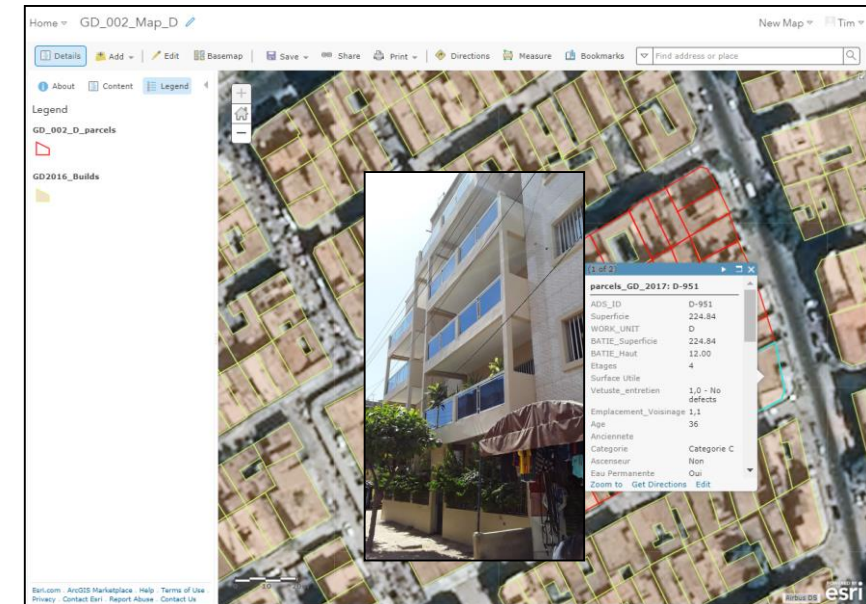 Home GD_002_Map_D New Map Tim
Details Add Edit Basemap Save Share Print Directions Measure Bookmarks Find address or place
About Content Legend
Legend
GD_002_D_parcels
GD2016_Builds
(1 of 2)
parcels_GD_2017: D-951
ADS_ID D-951
Superficie 224.84
WORK_UNIT D
BATIE_Superficie 224.84
BATIE_Haut 12.00
Etages 4
Surface Utile
Vetuste_entretien 1,0 - No
defects
Emplacement_Voisinage 1,1
Age 36
Anciennete
Categorie Categorie C
Ascenseur Non
Eau Permanente Oui
Zoom to Get Directions Edit
Esri.com . ArcGIS Marketplace . Help . Terms of Use .
Privacy . Contact Esri . Report Abuse . Contact Us
Airbus DS
POWERED BY
esri